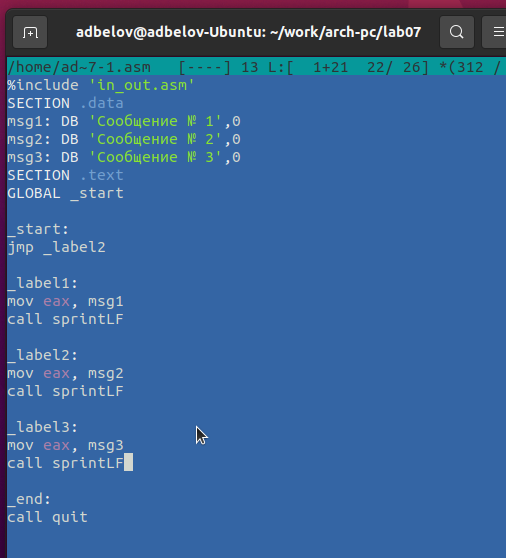 adbelov@adbelov-Ubuntu: ~/work/arch-pc/lab07
/home/ad~7-1.asm [----] 13 L:[ 1+21 22/ 26] *(312 /
%include 'in_out.asm'
SECTION .data
msg1: DB 'Сообщение № 1',0
msg2: DB 'Сообщение № 2',0
msg3: DB 'Сообщение № 3',0
SECTION .text
GLOBAL _start
_start:
jmp _label2
_label1:
mov eax, msg1
call sprintLF
_label2:
mov eax, msg2
call sprintLF
_label3:
mov eax, msg3
call sprintLF
_end:
call quit